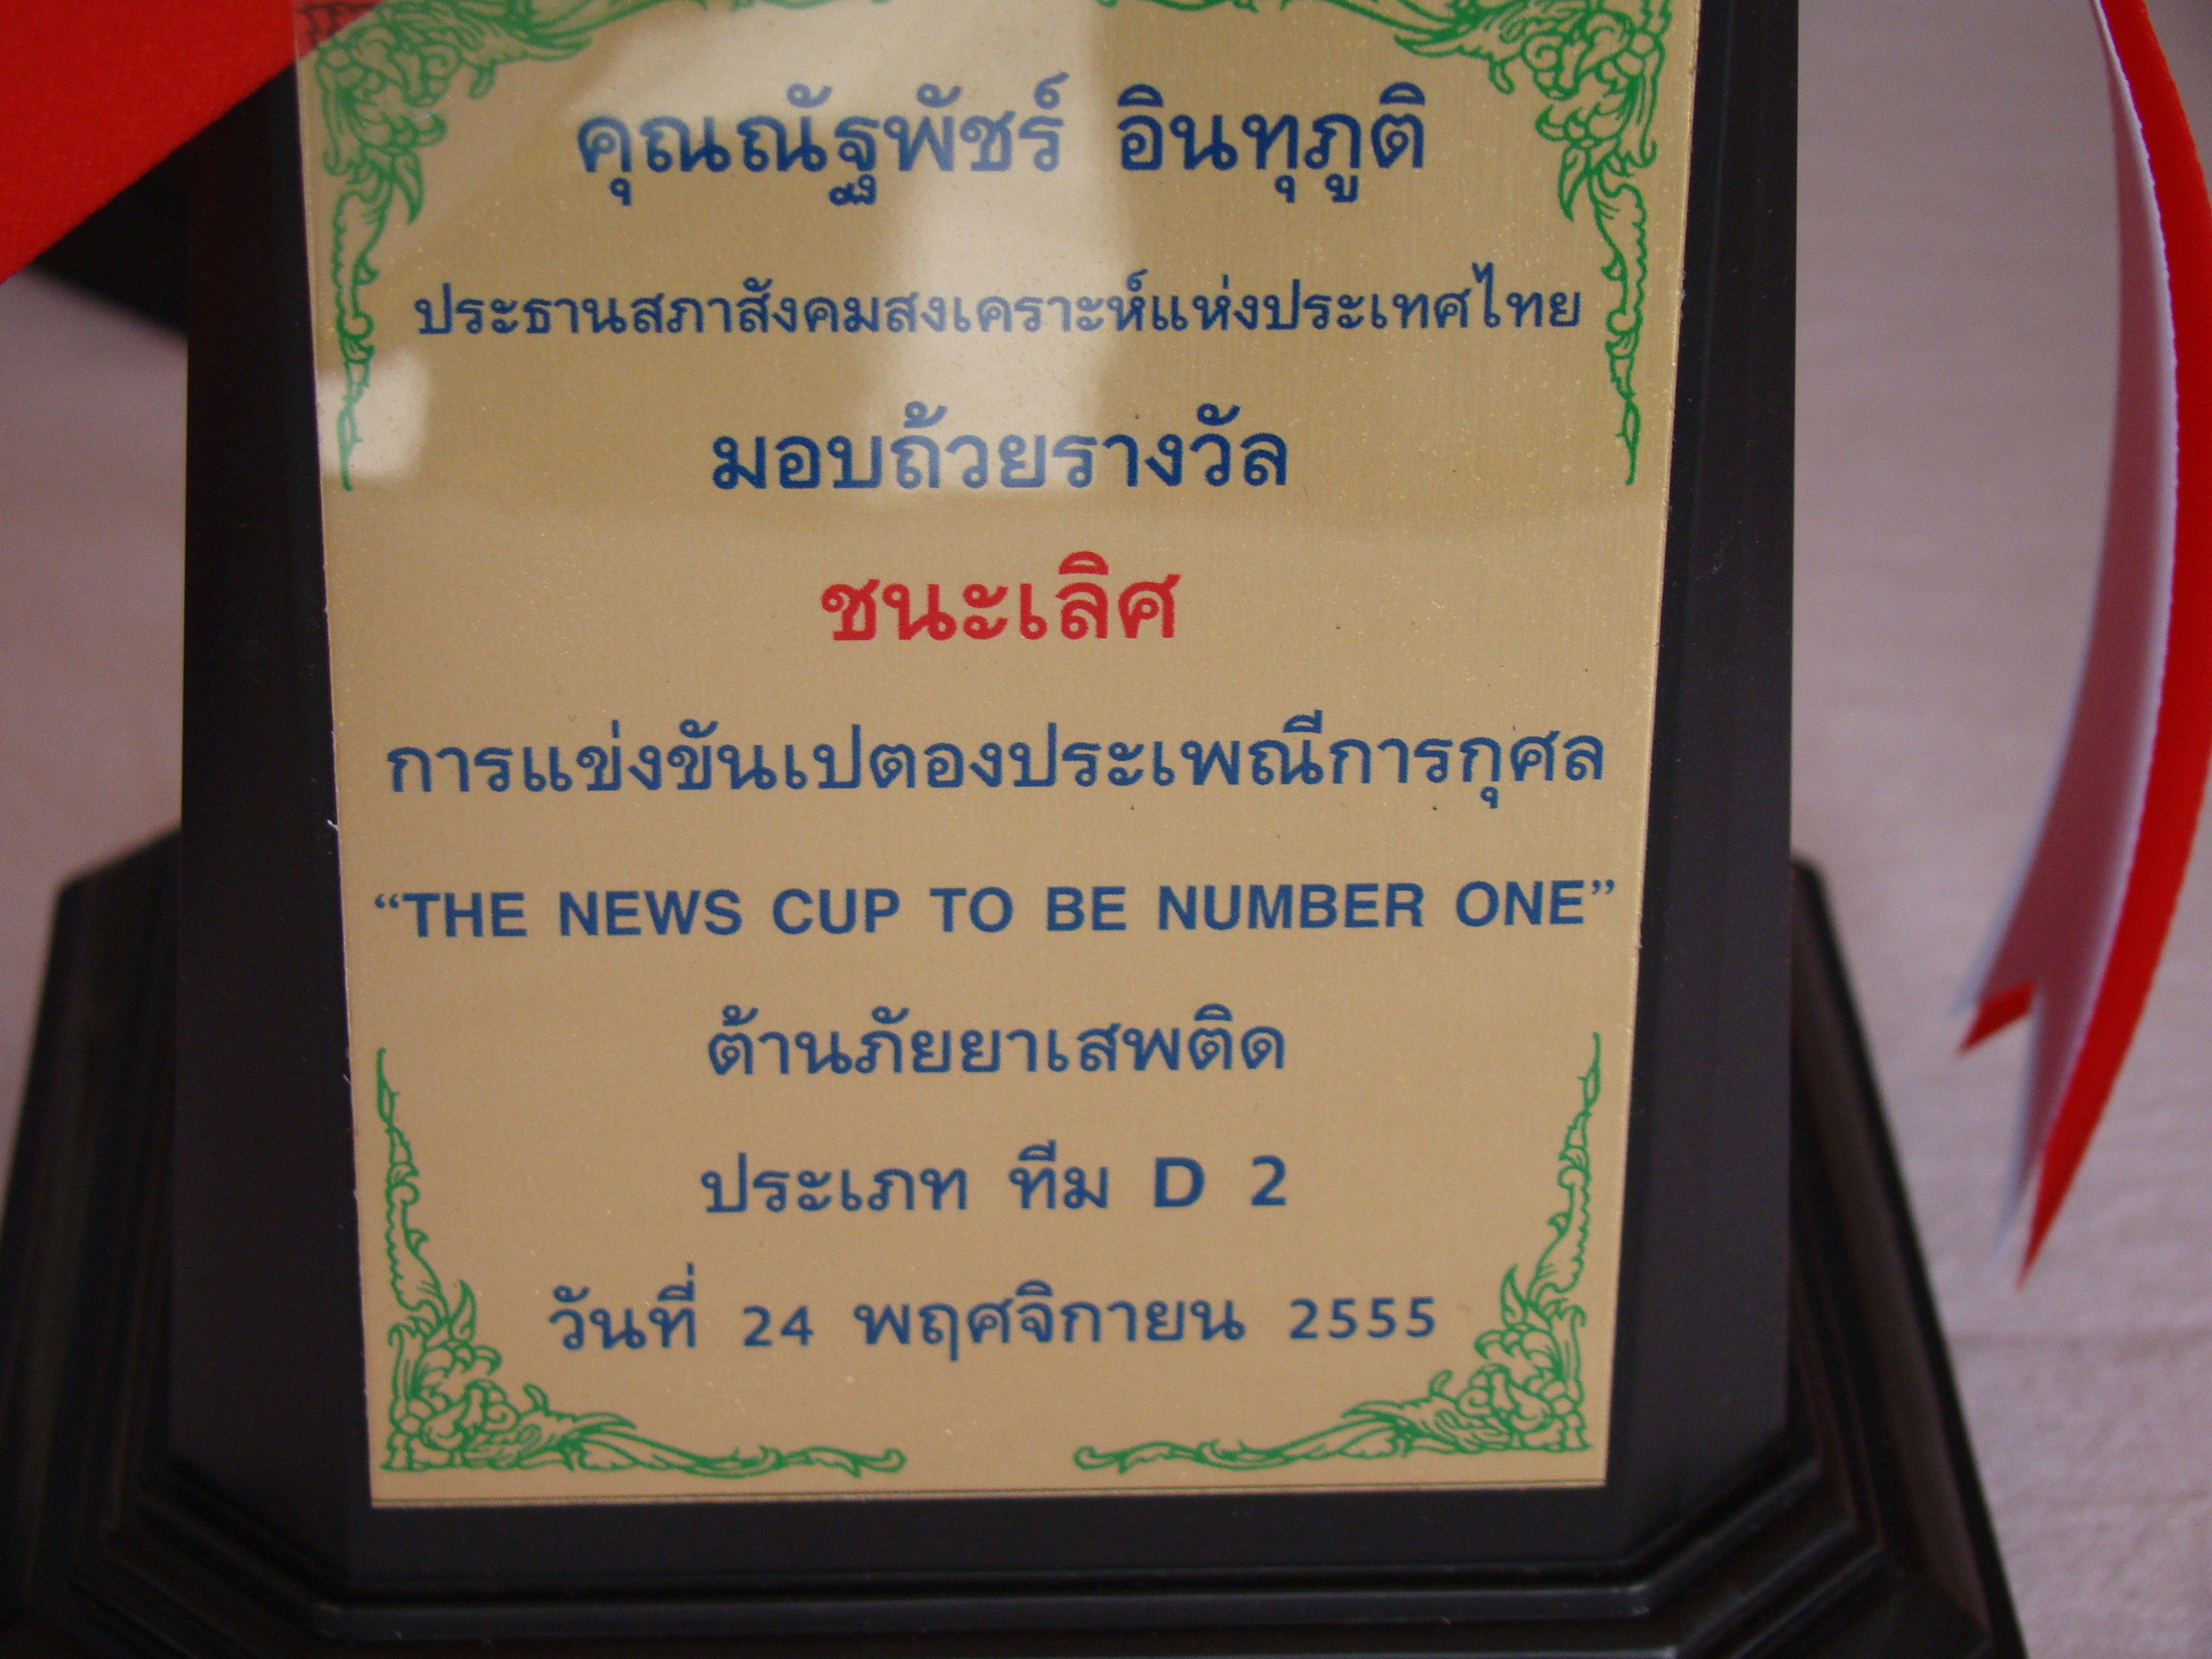 คุณณัฐพัชร์ อินทุภูติ
ประธานสภาสังคมสงเคราะห์แห่งประเทศไทย
มอบถ้วยรางวัล
ชนะเลิศ
การแข่งขันเปตองประเพณีการกุศล
“THE NEWS CUP TO BE NUMBER ONE”
ต้านภัยยาเสพติด
ประเภท ทีม D 2
วันที่ 24 พฤศจิกายน 2555